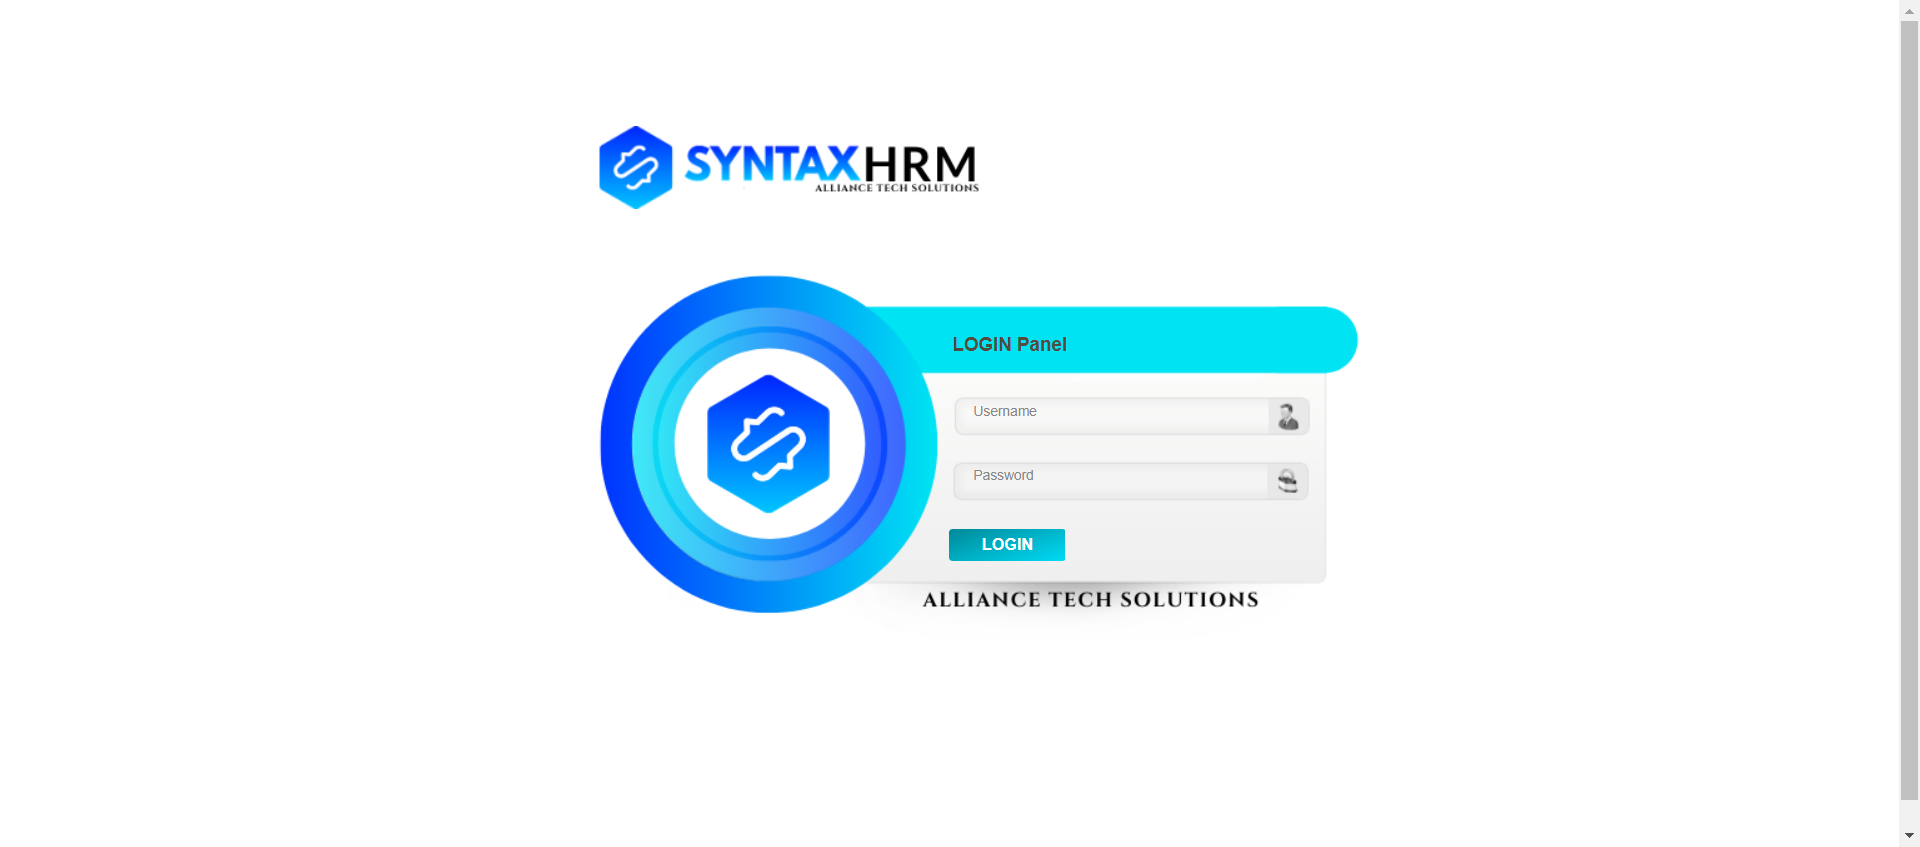 SYNTAXHRM
ALLIANCE TECH SOLUTIONS
LOGIN Panel
Username
Password
LOGIN
ALLIANCE TECH SOLUTIONS